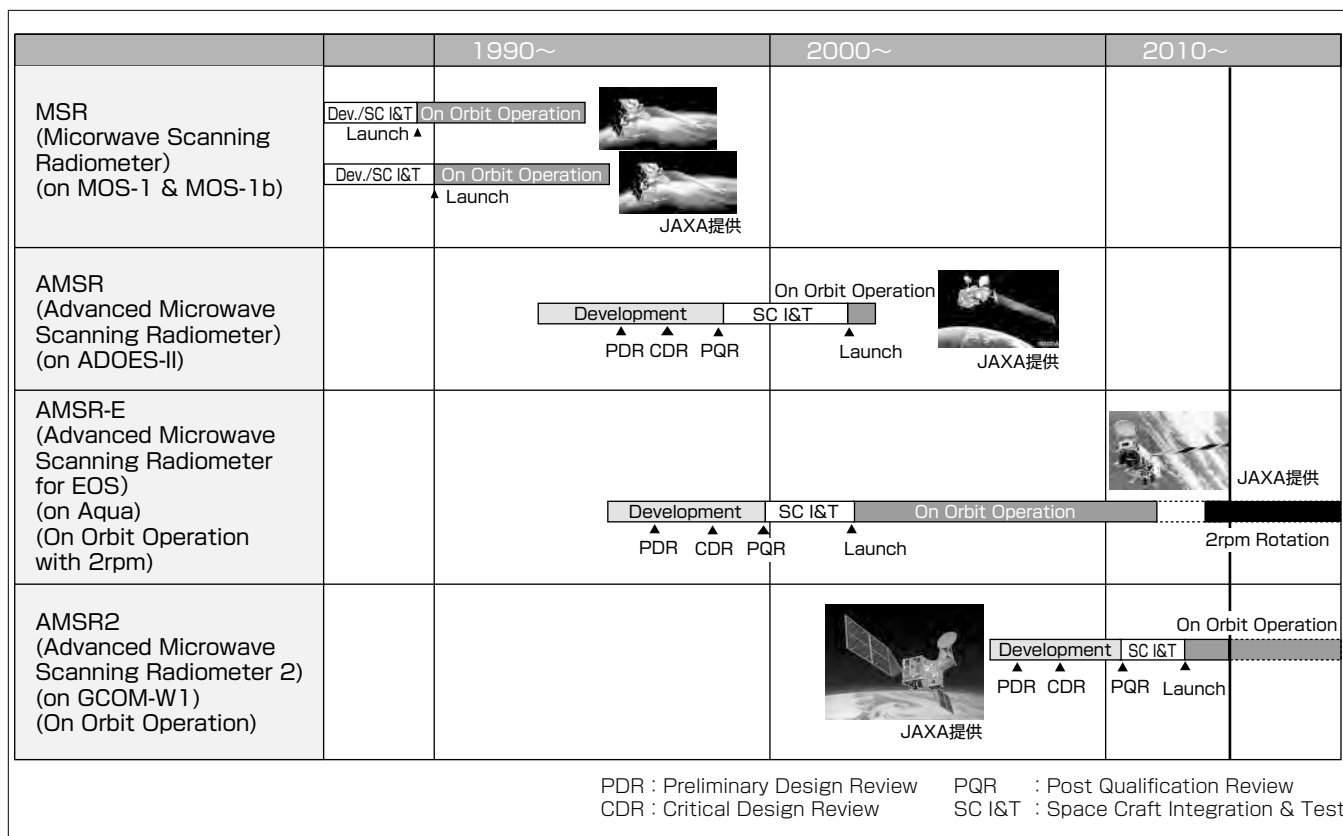 1990～ 2000～ 2010～
MSR
(Micorwave Scanning
Radiometer)
(on MOS-1 & MOS-1b)
Dev./SC I&T On Orbit Operation
Launch
Dev./SC I&T On Orbit Operation
Launch
JAXA提供
AMSR
(Advanced Microwave
Scanning Radiometer)
(on ADOES-II)
On Orbit Operation
Development SC I&T
PDR CDR PQR Launch
JAXA提供
AMSR-E
(Advanced Microwave
Scanning Radiometer
for EOS)
(on Aqua)
(On Orbit Operation
with 2rpm)
JAXA提供
Development SC I&T On Orbit Operation
PDR CDR PQR Launch
2rpm Rotation
AMSR2
(Advanced Microwave
Scanning Radiometer 2)
(on GCOM-W1)
(On Orbit Operation)
On Orbit Operation
Development SC I&T
PDR CDR PQR Launch
JAXA提供
PDR : Preliminary Design Review PQR : Post Qualification Review
CDR : Critical Design Review SC I&T : Space Craft Integration & Test